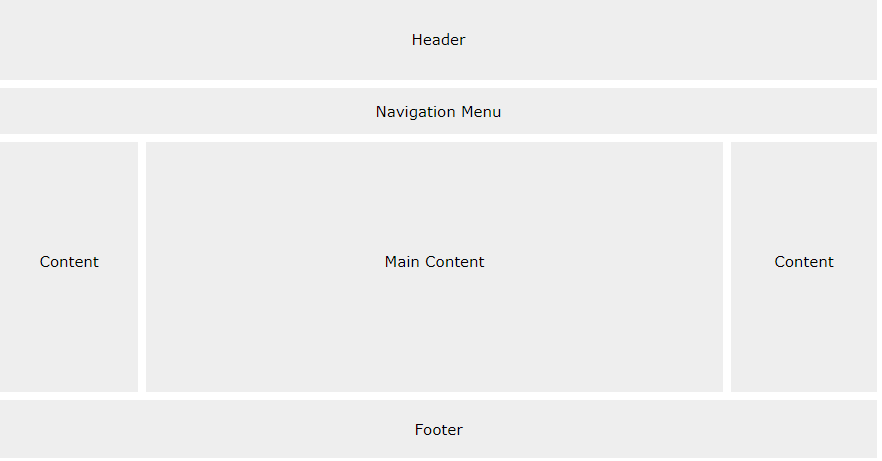 Header
Navigation Menu
Content
Main Content
Content
Footer